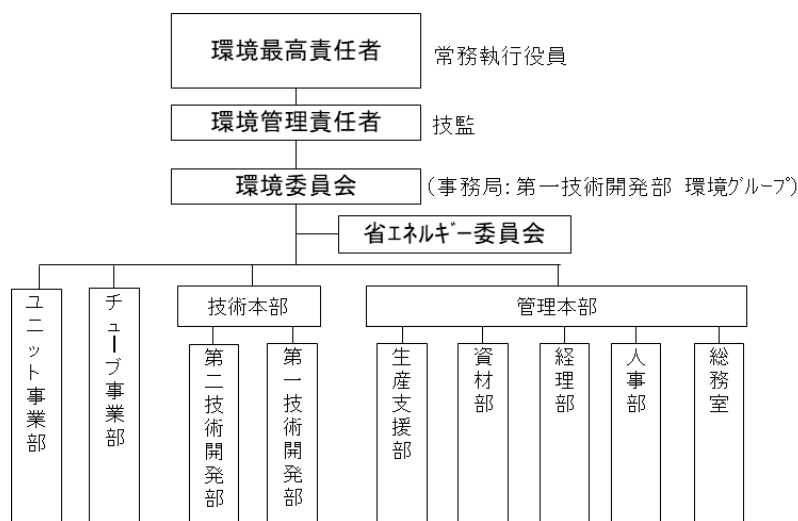 環境最高責任者 常務執行役員
環境管理責任者 技監
環境委員会 (事務局:第一技術開発部 環境ｸﾞﾙｰﾌﾟ)
省ｴﾈﾙｷﾞｰ委員会
ユニット事業部
チューブ事業部
技術本部
第二技術開発部
第一技術開発部
管理本部
生産支援部
資材部
経理部
人事部
総務室